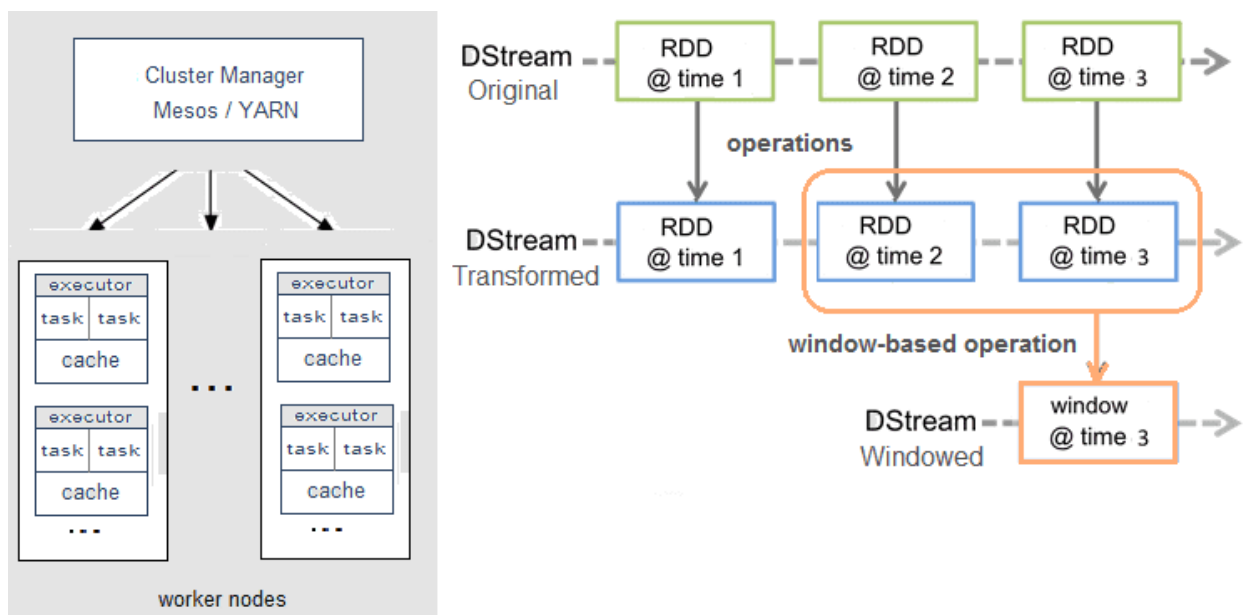 Cluster Manager
Mesos / YARN
executor
task task
cache
executor
task task
cache
...
...
executor
task task
cache
executor
task task
cache
...
worker nodes
DStream
Original
RDD
@ time 1
RDD
@ time 2
RDD
@ time 3
operations
DStream
Transformed
RDD
@ time 1
RDD
@ time 2
RDD
@ time 3
window-based operation
DStream
Windowed
window
@ time 3